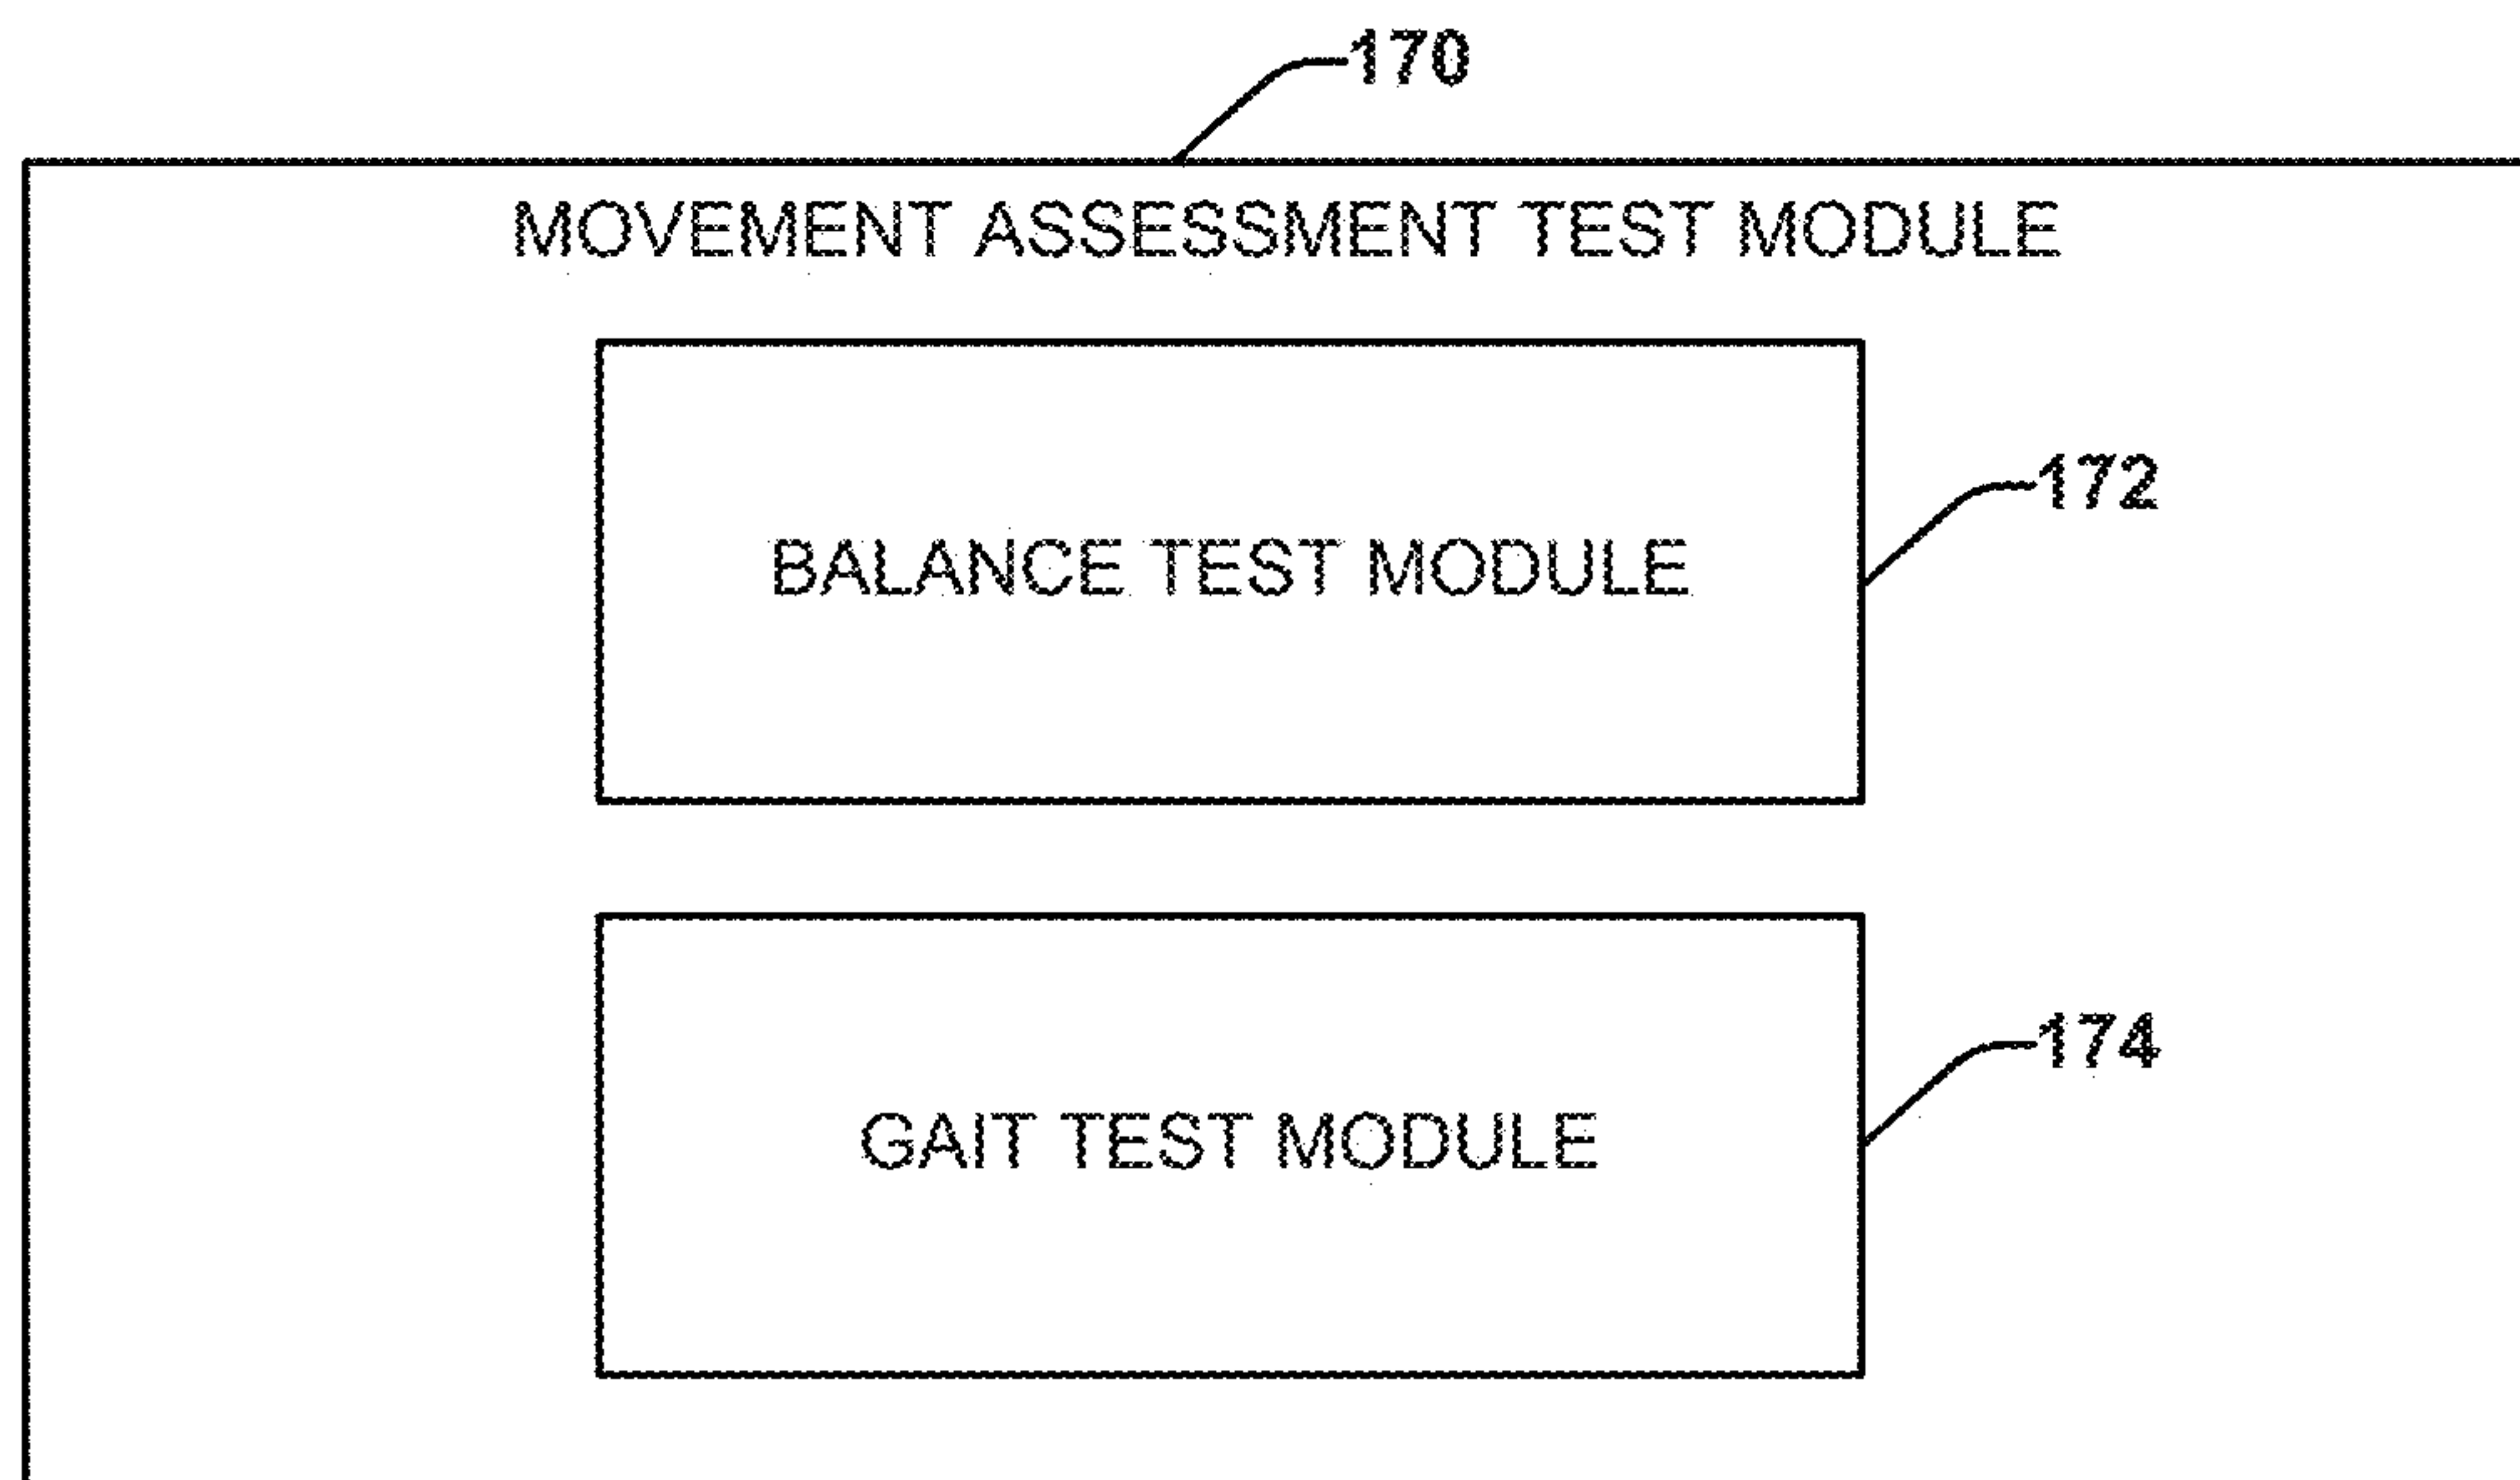 170
MOVEMENT ASSESSMENT TEST MODULE
172
BALANCE TEST MODULE
174
GAIT TEST MODULE